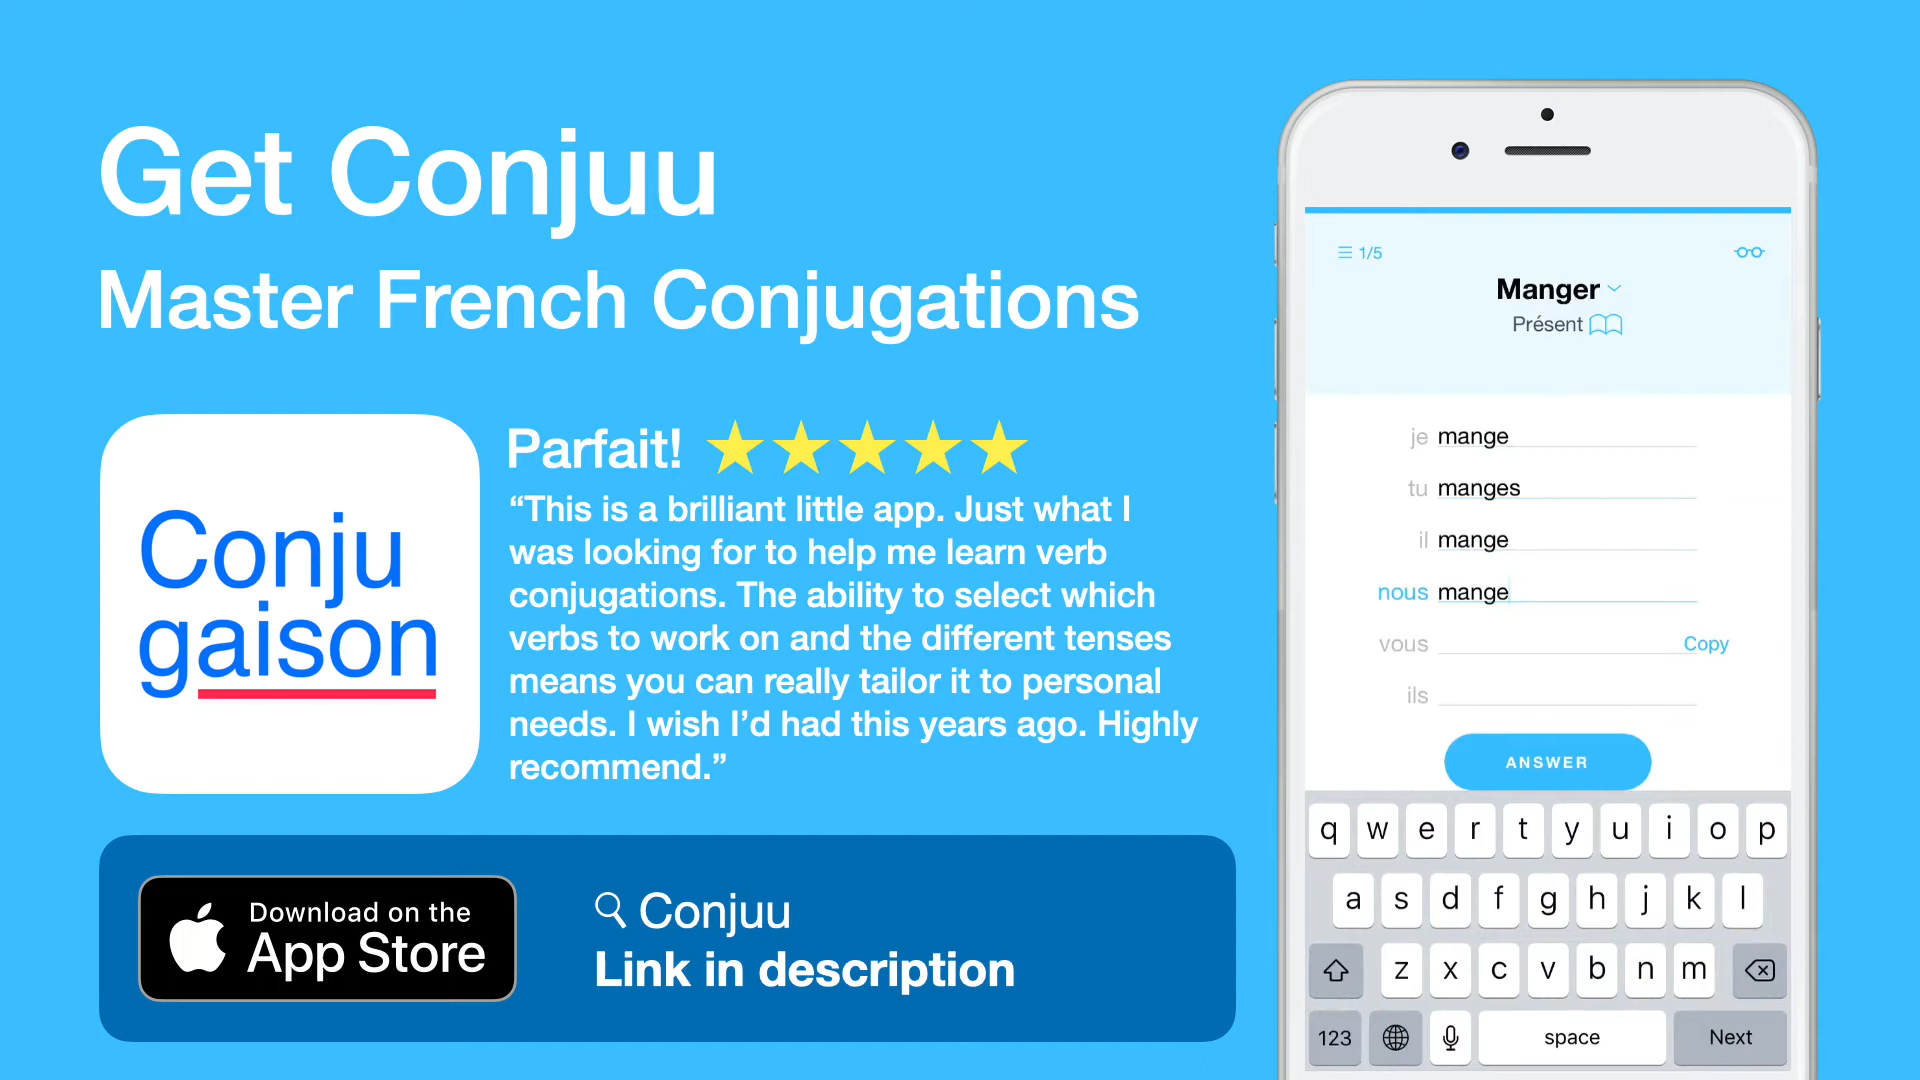 Get Conjuu
Master French Conjugations
Conju
gaison
Parfait!
“This is a brilliant little app. Just what I
was looking for to help me learn verb
conjugations. The ability to select which
verbs to work on and the different tenses
means you can really tailor it to personal
needs. I wish I’d had this years ago. Highly
recommend.”
Download on the
App Store
Conjuu
Link in description
1/5
Manger
Présent
je mange
tu manges
il mange
nous mange
vous Copy
ils
ANSWER
q w e r t y u i o p
a s d f g h j k l
z x c v b n m
123 space Next